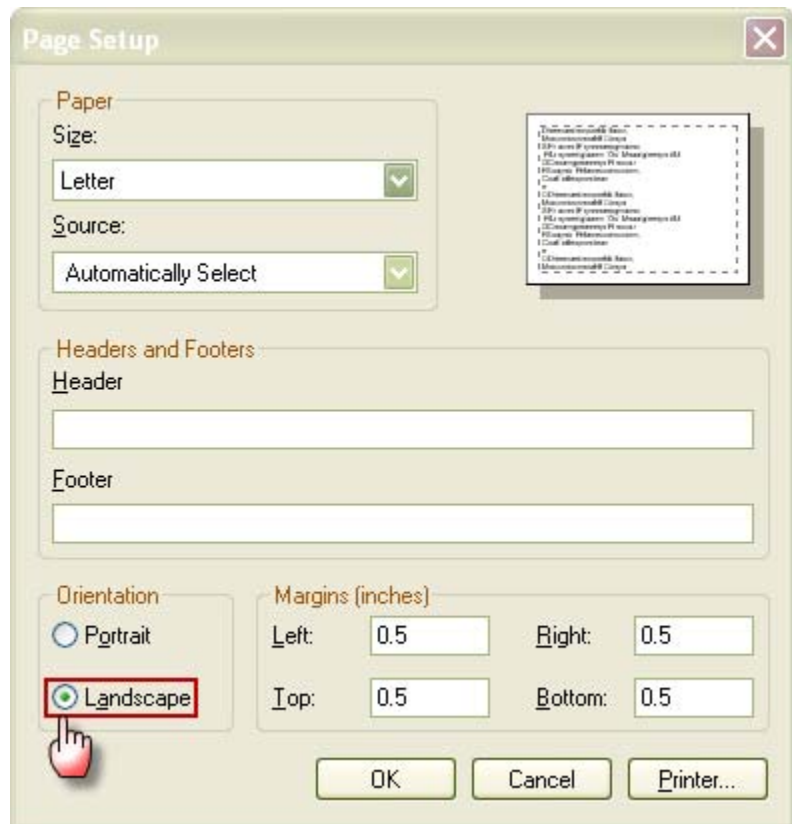 Page Setup
Paper
Size:
Letter
Source:
Automatically Select
Headers and Footers
Header
Footer
Orientation
Portrait
Landscape
Margins (inches)
Left: 0.5 Right: 0.5
Top: 0.5 Bottom: 0.5
OK Cancel Printer...